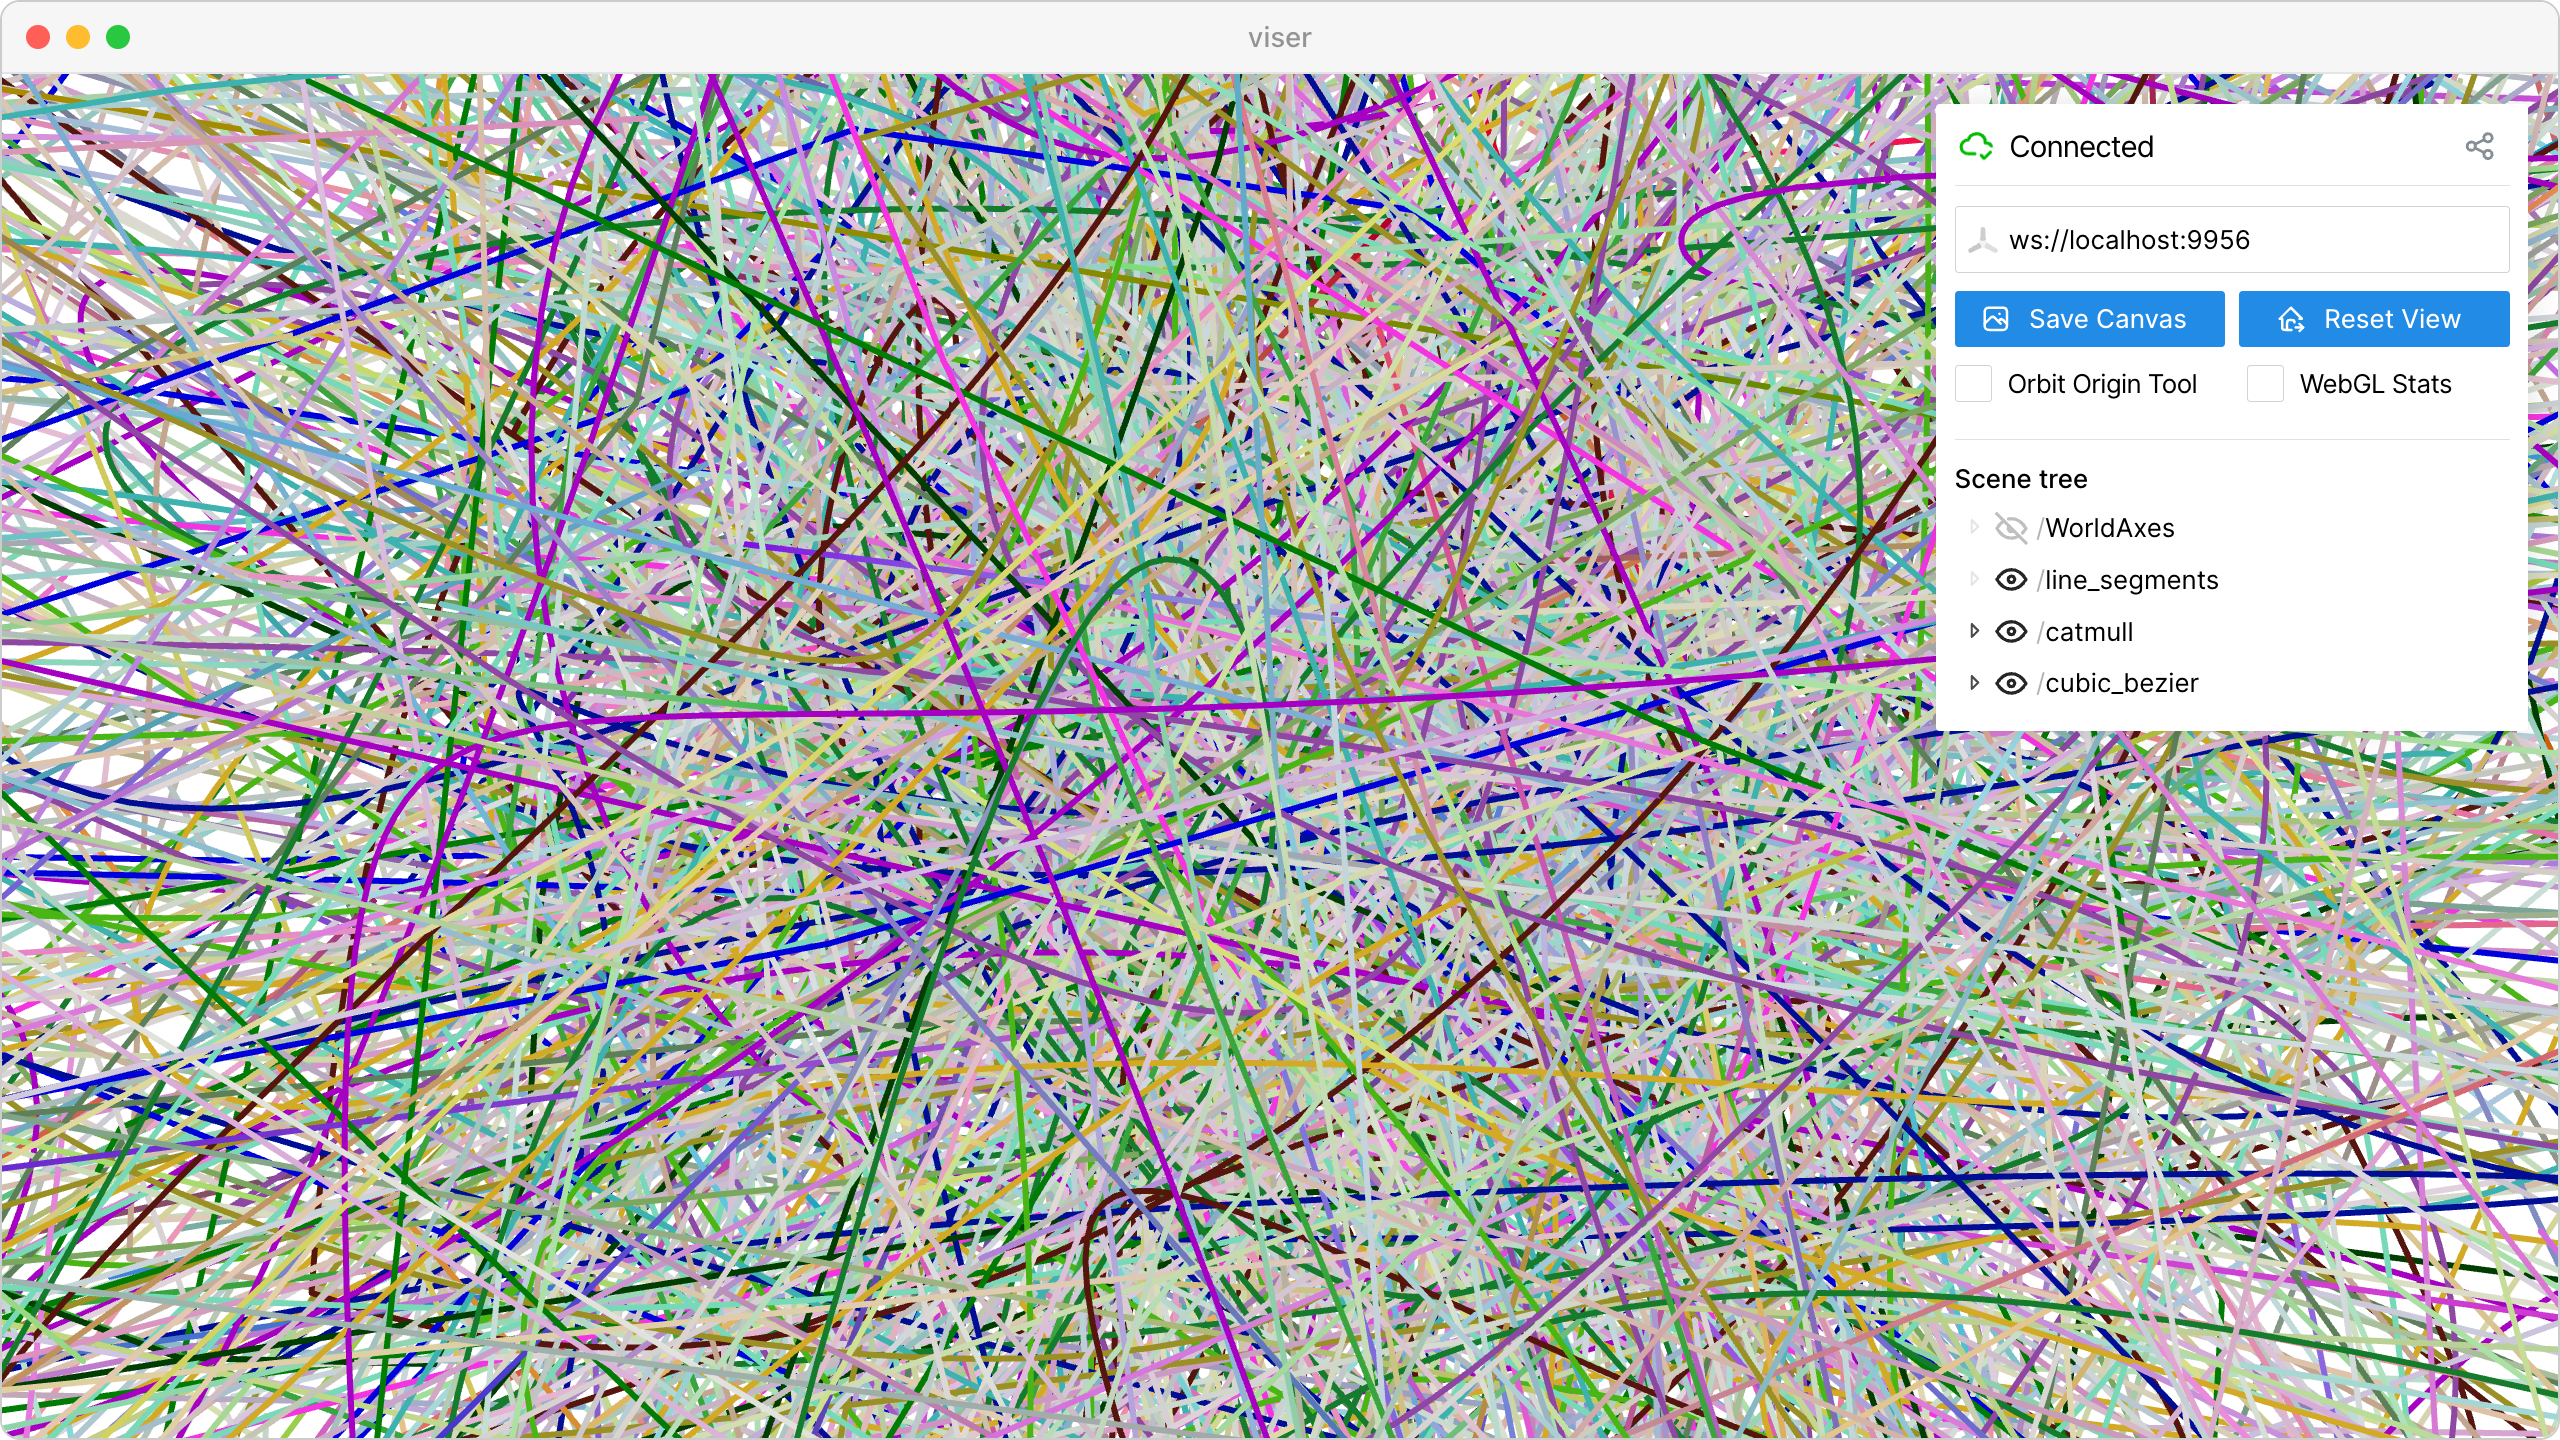 viser
Connected
ws://localhost:9956
Save Canvas
Reset View
Orbit Origin Tool
WebGL Stats
Scene tree
/WorldAxes
/line_segments
/catmull
/cubic_bezier